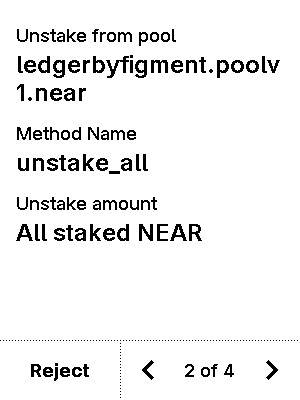 Unstake from pool
ledgerbyfigment.poolv
1.near
Method Name
unstake_all
Unstake amount
All staked NEAR
Reject
2 of 4